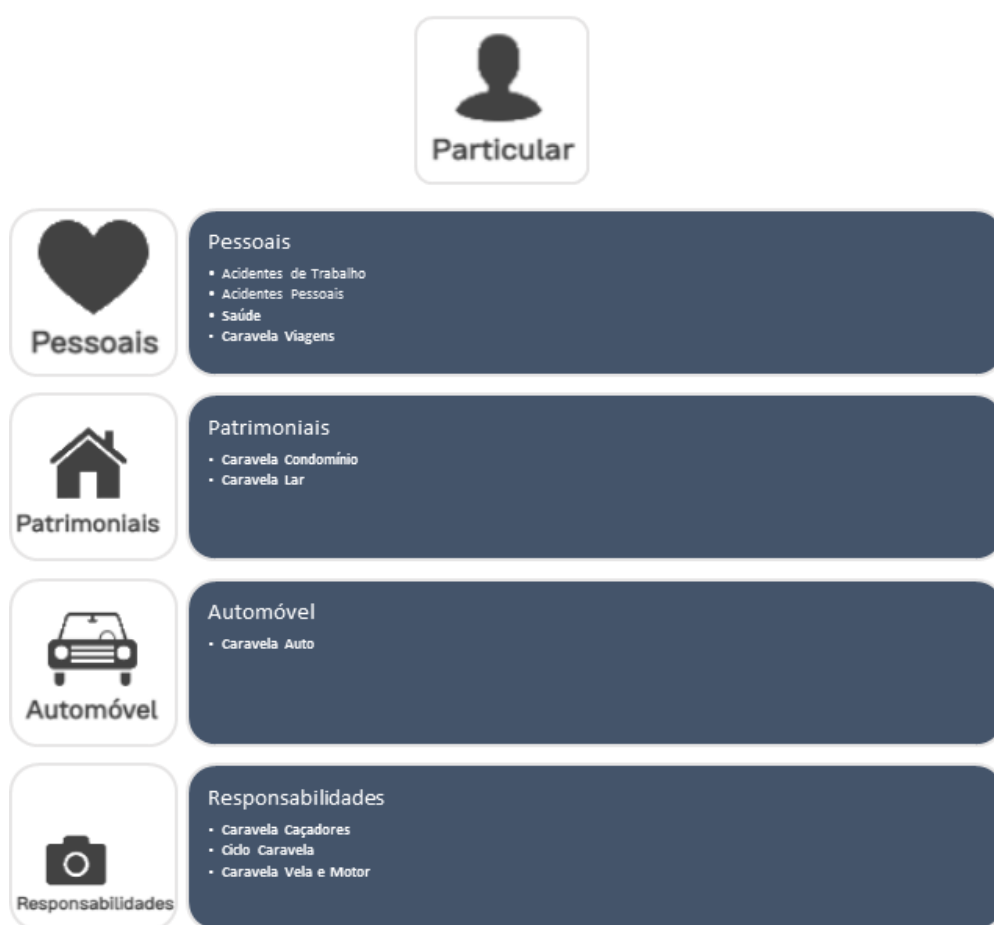 Particular
Pessoais
Pessoais
• Acidentes de Trabalho
• Acidentes Pessoais
• Saúde
• Caravela Viagens
Patrimoniais
Patrimoniais
• Caravela Condomínio
• Caravela Lar
Automóvel
Automóvel
• Caravela Auto
Responsabilidades
Responsabilidades
• Caravela Caçadores
• Ciclo Caravela
• Caravela Vela e Motor